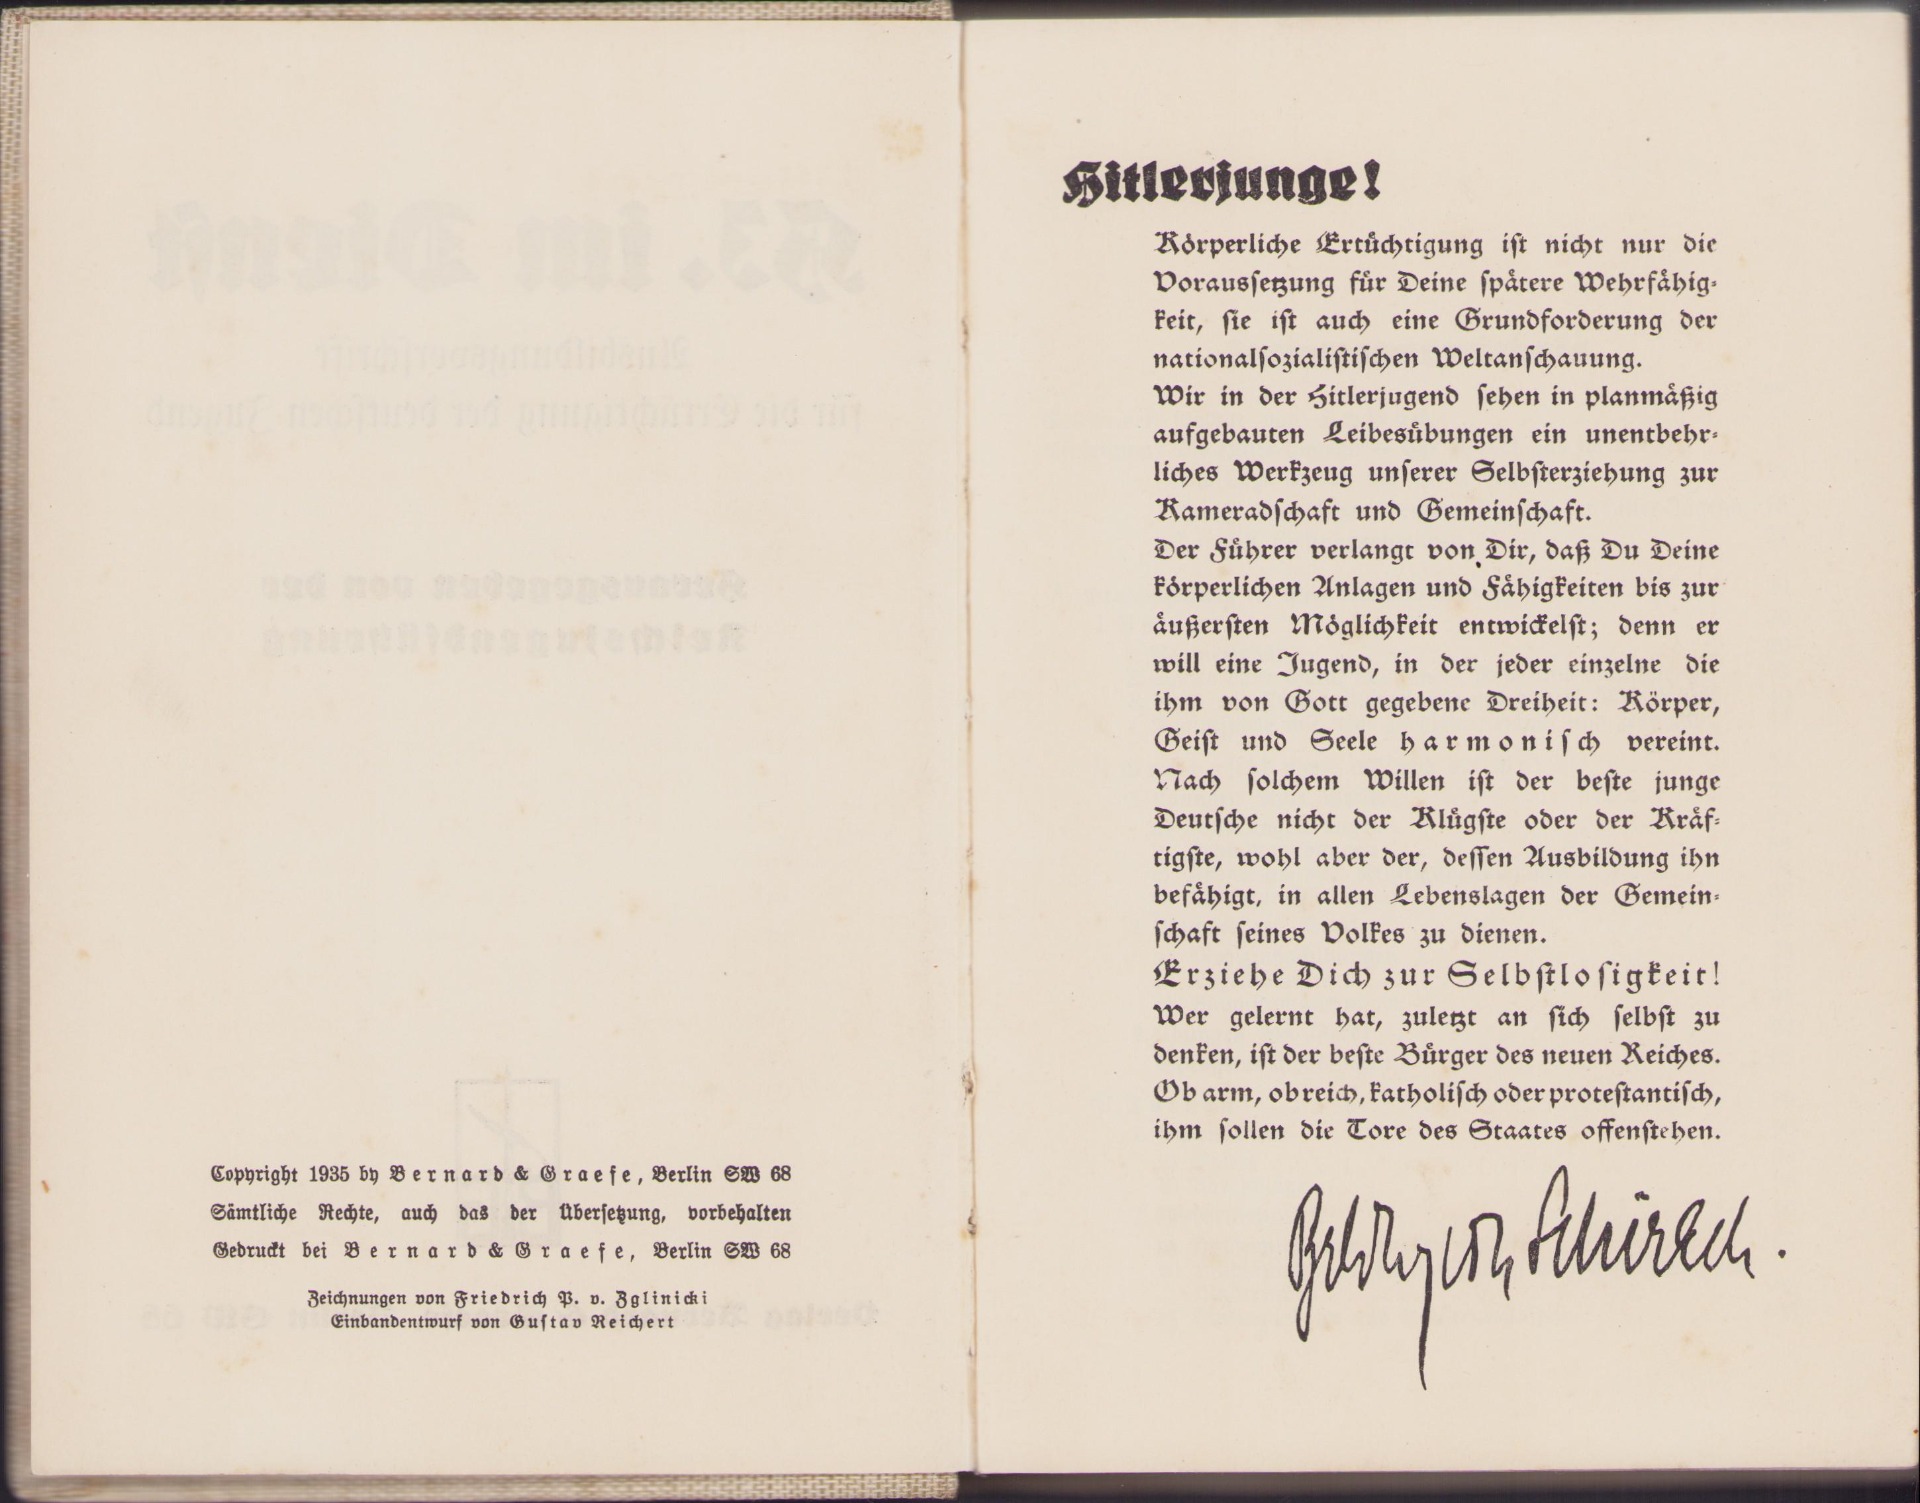 Copyright 1935 by Bernard & Graefe, Berlin SW 68
Sämtliche Rechte, auch das der Übersetzung, vorbehalten
Gedruckt bei Bernard & Graefe, Berlin SW 68
Zeichnungen von Friedrich P. v. Zglinicki
Einbandentwurf von Gustav Reichert
Hitlerjunge!
Körperliche Ertüchtigung ist nicht nur die
Voraussetzung für Deine spätere Wehrfähig-
keit, sie ist auch eine Grundforderung der
nationalsozialistischen Weltanschauung.
Wir in der Hitlerjugend sehen in planmäßig
aufgebauten Leibesübungen ein unentbehr-
liches Werkzeug unserer Selbsterziehung zur
Kameradschaft und Gemeinschaft.
Der Führer verlangt von Dir, daß Du Deine
körperlichen Anlagen und Fähigkeiten bis zur
äußersten Möglichkeit entwickelst; denn er
will eine Jugend, in der jeder einzelne die
ihm von Gott gegebene Dreiheit: Körper,
Geist und Seele harmonisch vereint.
Nach solchem Willen ist der beste junge
Deutsche nicht der Klügste oder der Kräf-
tigste, wohl aber der, dessen Ausbildung ihn
befähigt, in allen Lebenslagen der Gemein-
schaft seines Volkes zu dienen.
Erziehe Dich zur Selbstlosigkeit!
Wer gelernt hat, zuletzt an sich selbst zu
denken, ist der beste Bürger des neuen Reiches.
Ob arm, ob reich, katholisch oder protestantisch,
ihm sollen die Tore des Staates offenstehen.
Baldur von Schirach.